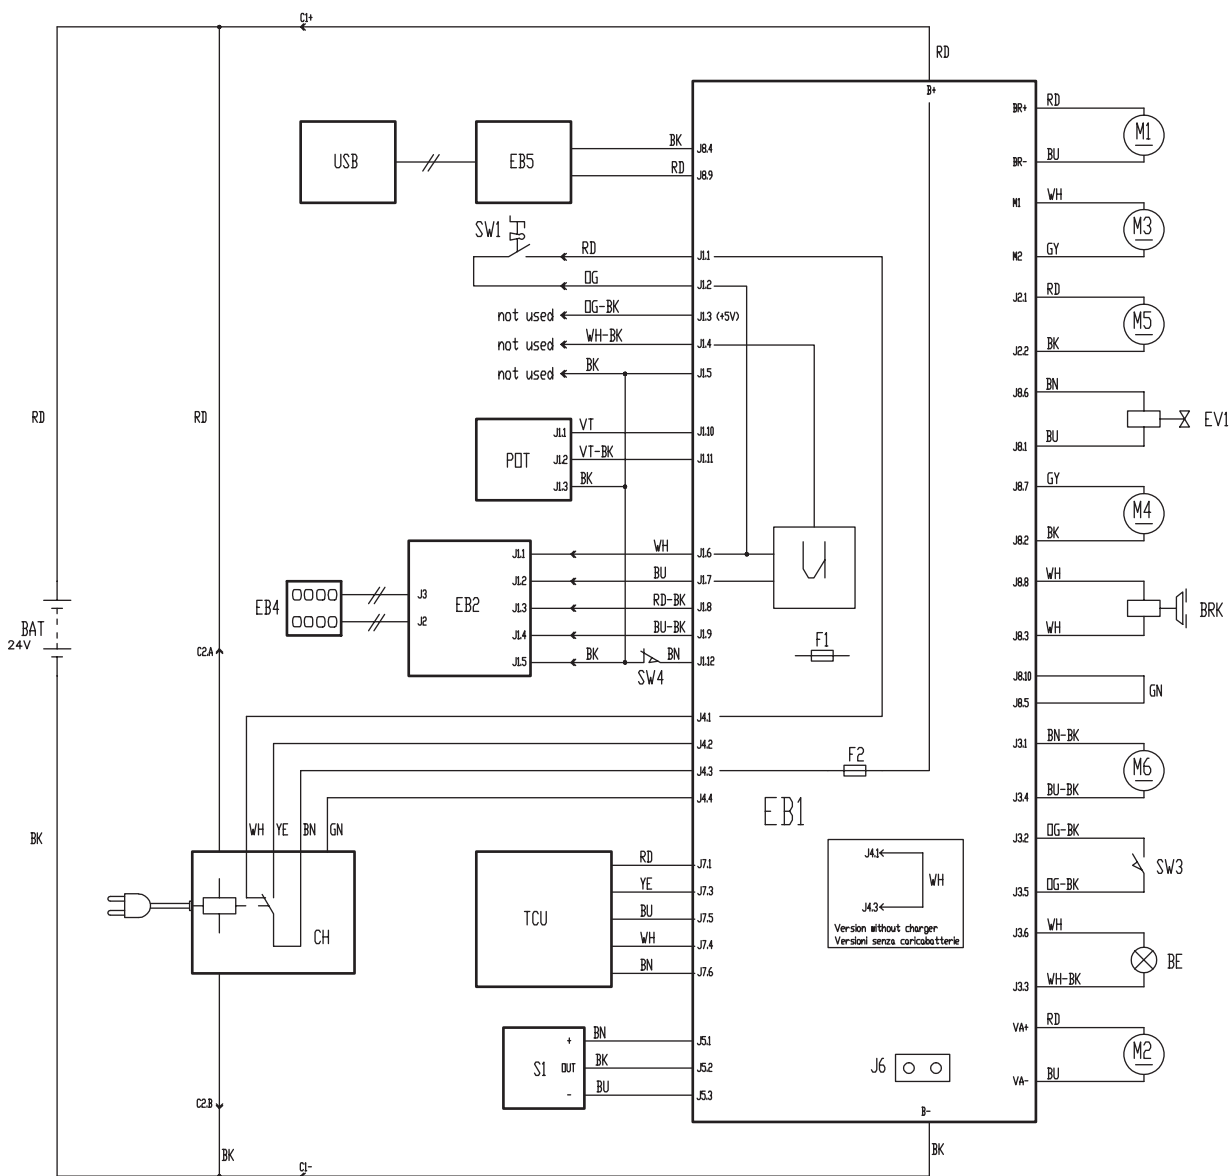 C1+
RD
B+
BR+ RD
M1
BR- BU
USB
EB5
BK J8.4
RD J8.9
M1 WH
M3
M2 GY
SW1
RD J1.1
OG J1.2
not used OG-BK J1.3 (+5V)
not used WH-BK J1.4
not used BK J1.5
J2.1 RD
M5
J2.2 BK
J8.6 BN
EV1
J8.1 BU
RD
RD
POT
J1.1 VT J1.10
J1.2 VT-BK J1.11
J1.3 BK
J8.7 GY
M4
J8.2 BK
EB4
J3
J2
EB2
J1.1 WH J1.6
J1.2 BU J1.7
J1.3 RD-BK J1.8
J1.4 BU-BK J1.9
J1.5 BK BN J1.12
SW4
F1
J8.8 WH
BRK
J8.3 WH
BAT
24V
C2.A
J8.10
GN
J8.5
J4.1
J4.2
J4.3
J4.4
F2
EB1
J3.1 BN-BK
M6
J3.4 BU-BK
BK
WH YE BN GN
CH
J3.2 OG-BK
SW3
J3.5 OG-BK
J4.1
WH
J4.3
Version without charger
Versioni senza caricabatterie
TCU
RD J7.1
YE J7.3
BU J7.5
WH J7.4
BN J7.6
J3.6 WH
BE
J3.3 WH-BK
S1
+ BN J5.1
OUT BK J5.2
- BU J5.3
J6
VA+ RD
M2
VA- BU
C2.B
B-
BK
BK
C1-